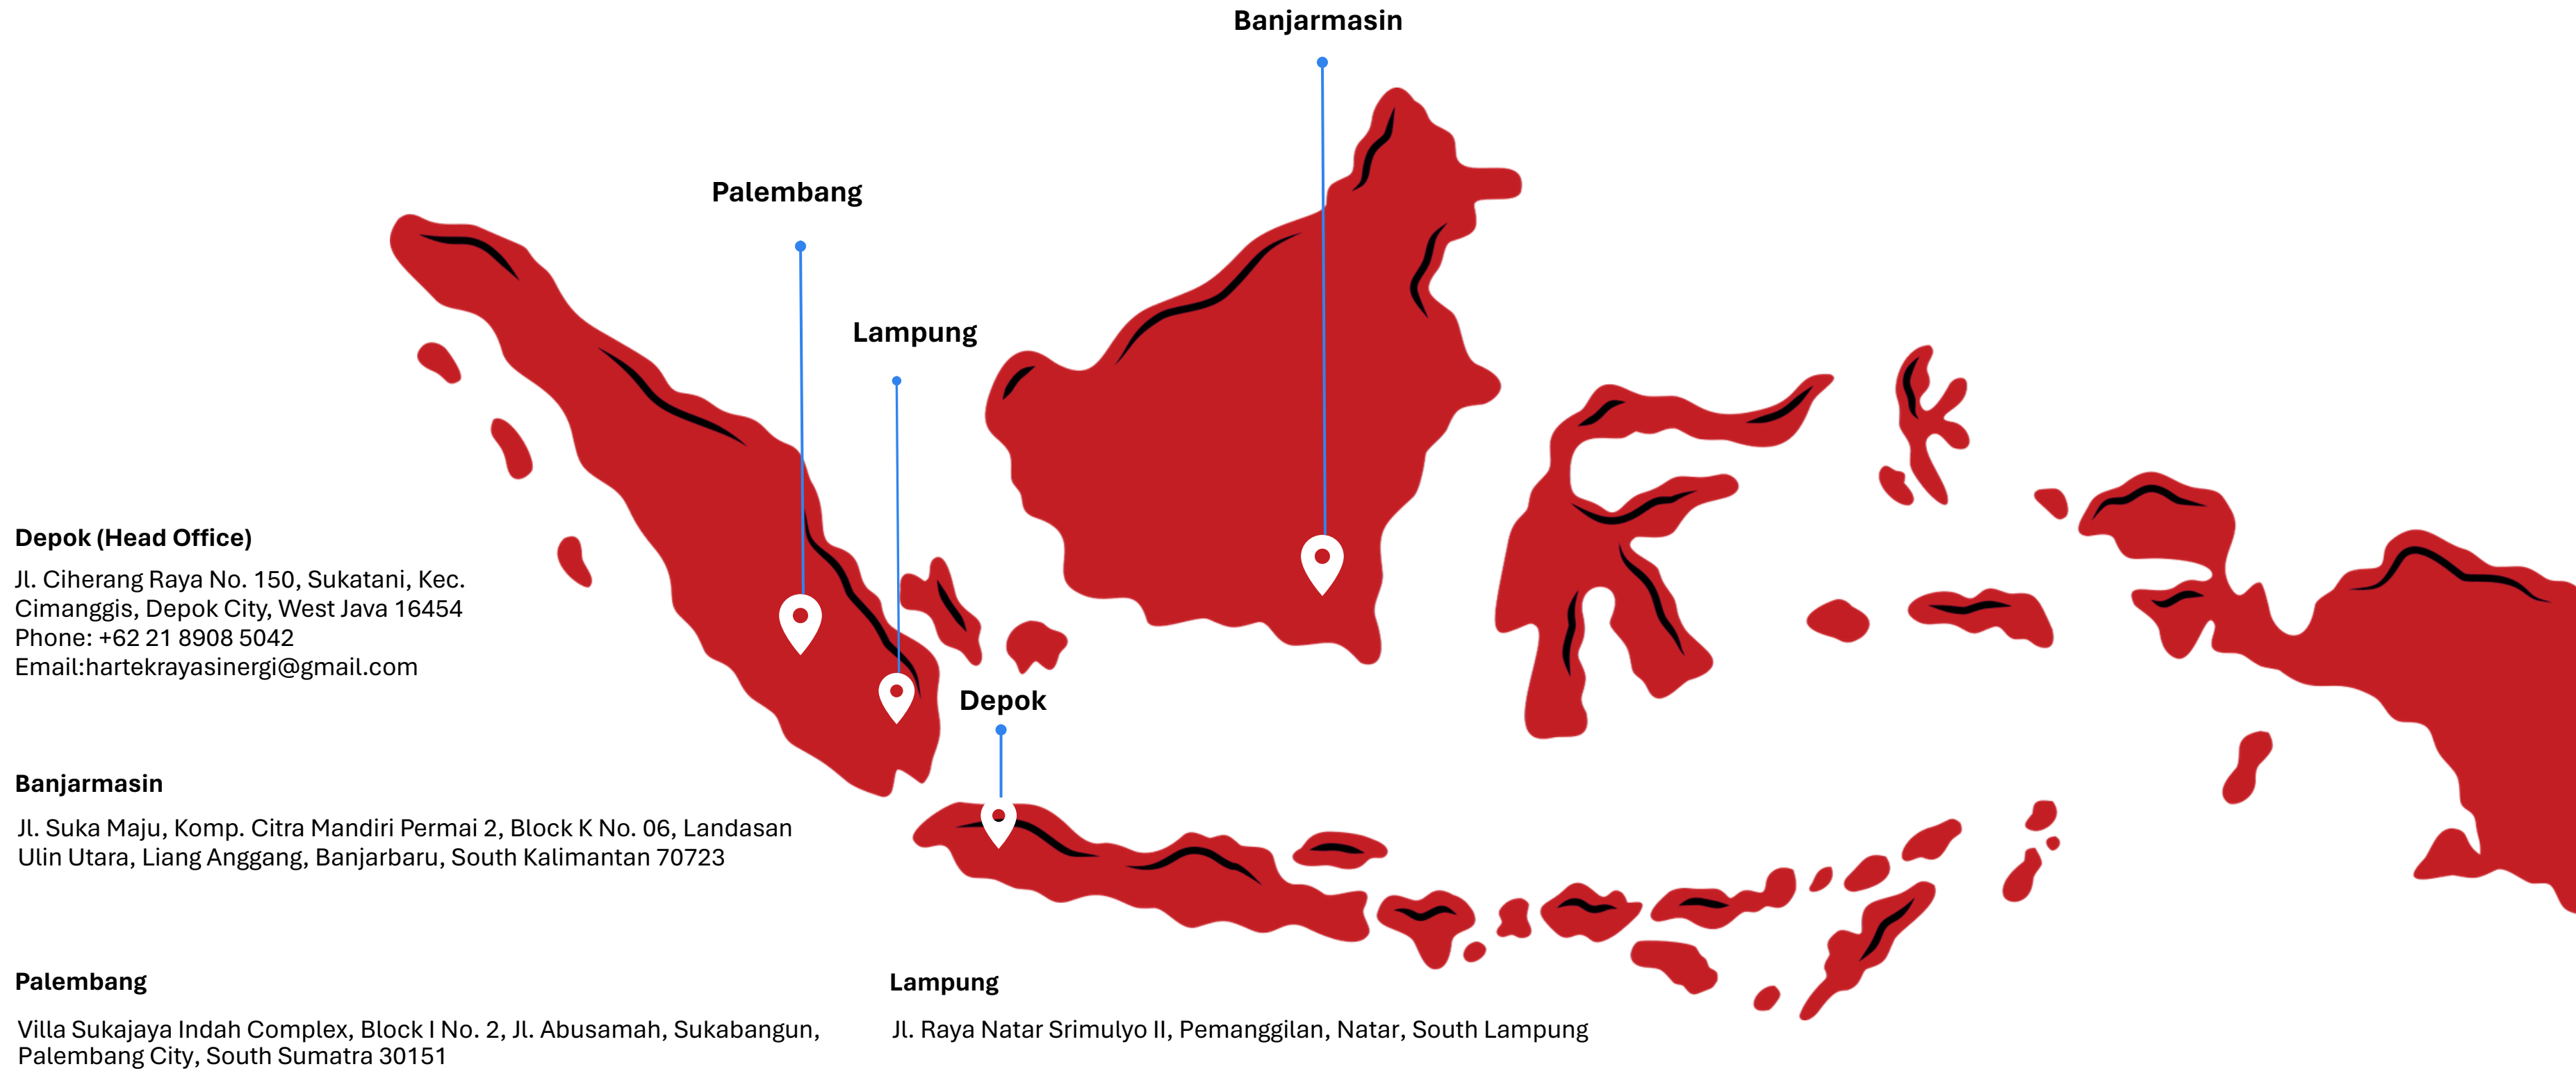 Banjarmasin
Palembang
Lampung
Depok (Head Office)
Jl. Ciherang Raya No. 150, Sukatani, Kec.
Cimanggis, Depok City, West Java 16454
Phone: +62 21 8908 5042
Email:hartekrayasinergi@gmail.com
Depok
Banjarmasin
Jl. Suka Maju, Komp. Citra Mandiri Permai 2, Block K No. 06, Landasan
Ulin Utara, Liang Anggang, Banjarbaru, South Kalimantan 70723
Palembang
Villa Sukajaya Indah Complex, Block I No. 2, Jl. Abusamah, Sukabangun,
Palembang City, South Sumatra 30151
Lampung
Jl. Raya Natar Srimulyo II, Pemanggilan, Natar, South Lampung